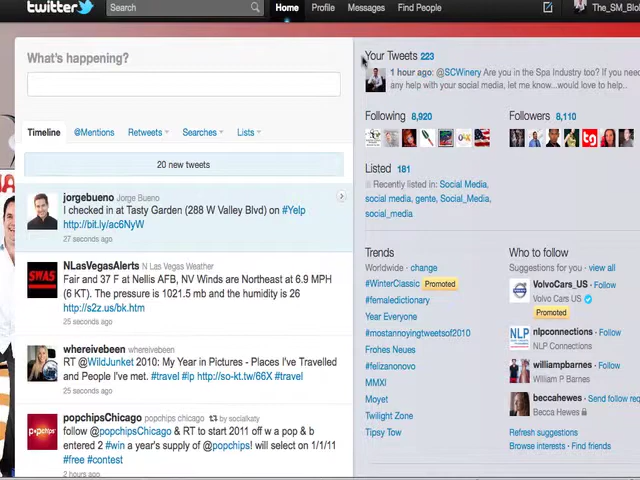 twitter
Search
Home
Profile
Messages
Find People
The_SM_Blo
What's happening?
Timeline
@Mentions
Retweets
Searches
Lists
20 new tweets
jorgebueno Jorge Bueno
I checked in at Tasty Garden (288 W Valley Blvd) on #Yelp
http://bit.ly/ac6NyW
27 seconds ago
NLasVegasAlerts N Las Vegas Weather
Fair and 37 F at Nellis AFB, NV Winds are Northeast at 6.9 MPH
(6 KT). The pressure is 1021.5 mb and the humidity is 26
http://s2z.us/bk.htm
25 seconds ago
SWAS
whereivebeen whereivebeen
RT @WildJunket 2010: My Year in Pictures - Places I've Travelled
and People I've met. #travel #lp http://so-kt.tw/66X #travel
25 seconds ago
popchipsChicago popchips chicago by socialkaty
follow @popchipsChicago & RT to start 2011 off w a pop & b
entered 2 #win a year's supply of @popchips! will select on 1/1/11
#free #contest
2 hours ago
popchips
Your Tweets 223
1 hour ago: @SCWinery Are you in the Spa Industry too? If you need
any help with your social media, let me know...would love to help..
Following 8,920
Followers 8,110
Listed 181
Recently listed in: Social Media,
social media, gente, Social_Media,
social_media
Trends
Worldwide · change
#WinterClassic Promoted
#femaledictionary
Year Everyone
#mostannoyingtweetsof2010
Frohes Neues
#felizanonovo
MMXI
Moyet
Twilight Zone
Tipsy Tow
Who to follow
Suggestions for you · view all
VolvoCars_US · Follow
Volvo Cars US
Promoted
NLP
nlpconnections · Follow
NLP Connections
williampbarnes · Follow
William P Barnes
beccahewes · Send follow req
Becca Hewes
Refresh suggestions
Browse interests · Find friends